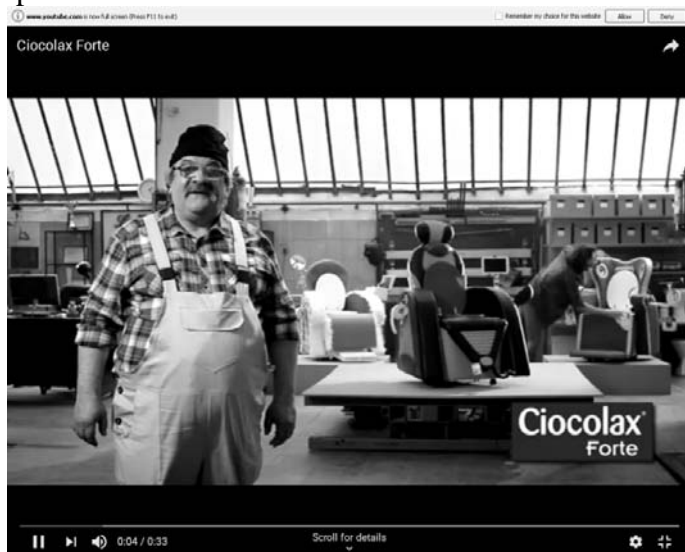 www.youtube.com is now full screen (Press F11 to exit)
Remember my choice for this website
Allow
Deny
Ciocolax Forte
Ciocolax®
Forte
0:04 / 0:33
Scroll for details